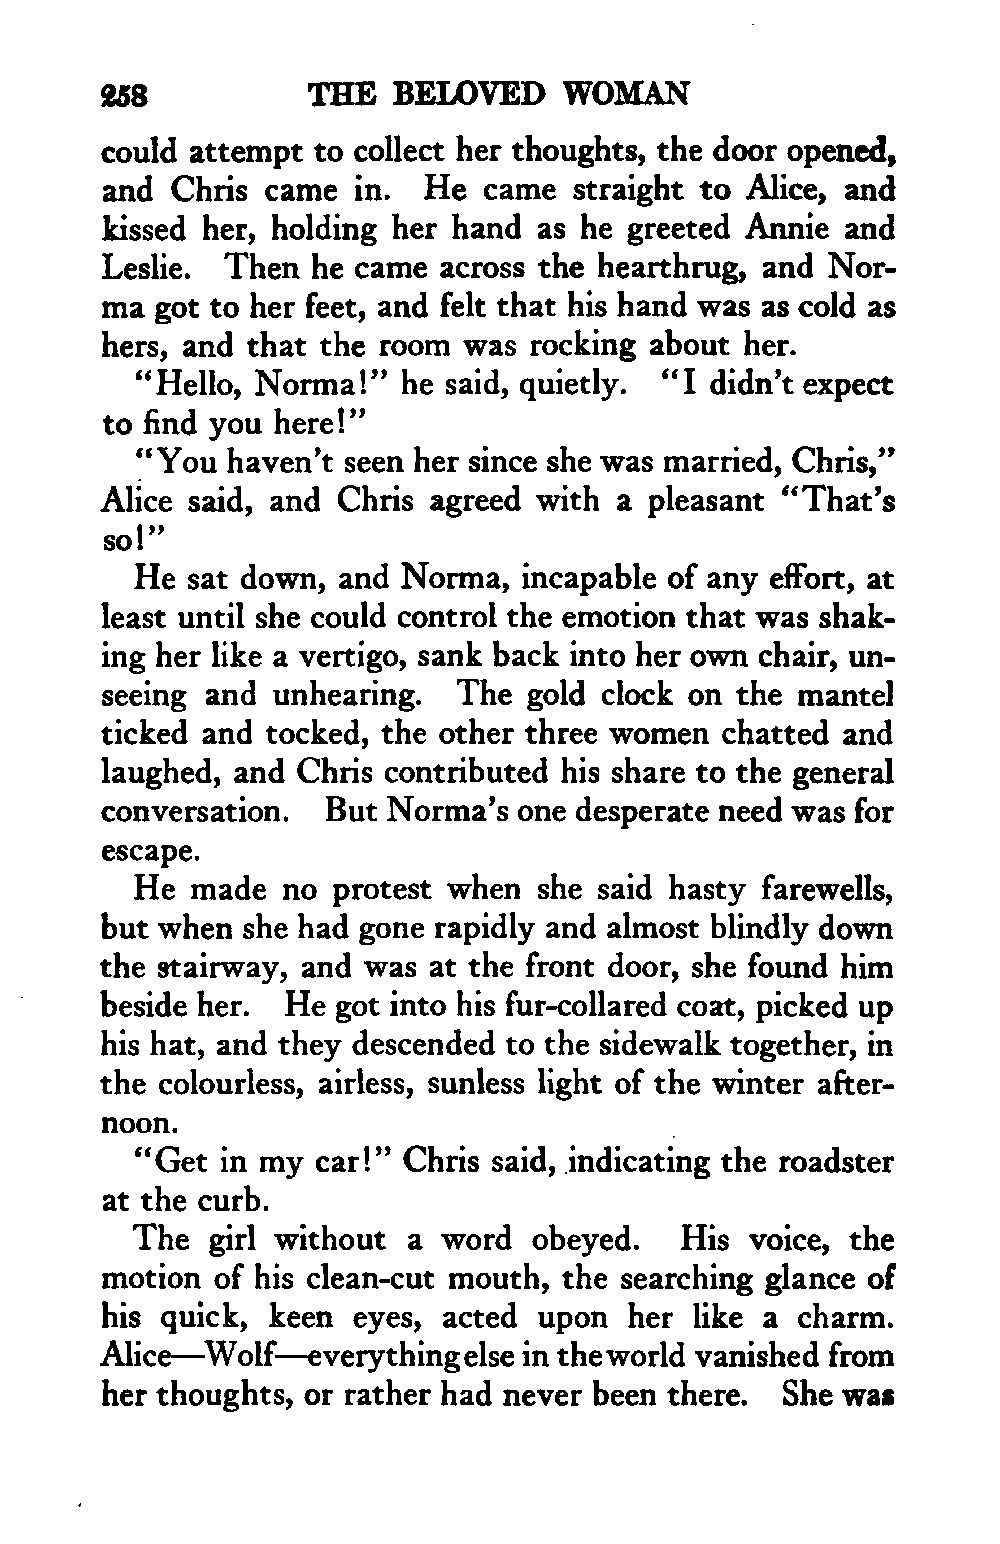 258 THE BELOVED WOMAN
could attempt to collect her thoughts, the door opened,
and Chris came in. He came straight to Alice, and
kissed her, holding her hand as he greeted Annie and
Leslie. Then he came across the hearthrug, and Nor-
ma got to her feet, and felt that his hand was as cold as
hers, and that the room was rocking about her.
"Hello, Norma!" he said, quietly. "I didn't expect
to find you here!"
"You haven't seen her since she was married, Chris,"
Alice said, and Chris agreed with a pleasant "That's
so!"
He sat down, and Norma, incapable of any effort, at
least until she could control the emotion that was shak-
ing her like a vertigo, sank back into her own chair, un-
seeing and unhearing. The gold clock on the mantel
ticked and tocked, the other three women chatted and
laughed, and Chris contributed his share to the general
conversation. But Norma's one desperate need was for
escape.
He made no protest when she said hasty farewells,
but when she had gone rapidly and almost blindly down
the stairway, and was at the front door, she found him
beside her. He got into his fur-collared coat, picked up
his hat, and they descended to the sidewalk together, in
the colourless, airless, sunless light of the winter after-
noon.
"Get in my car!" Chris said, indicating the roadster
at the curb.
The girl without a word obeyed. His voice, the
motion of his clean-cut mouth, the searching glance of
his quick, keen eyes, acted upon her like a charm.
Alice—Wolf—everything else in the world vanished from
her thoughts, or rather had never been there. She was